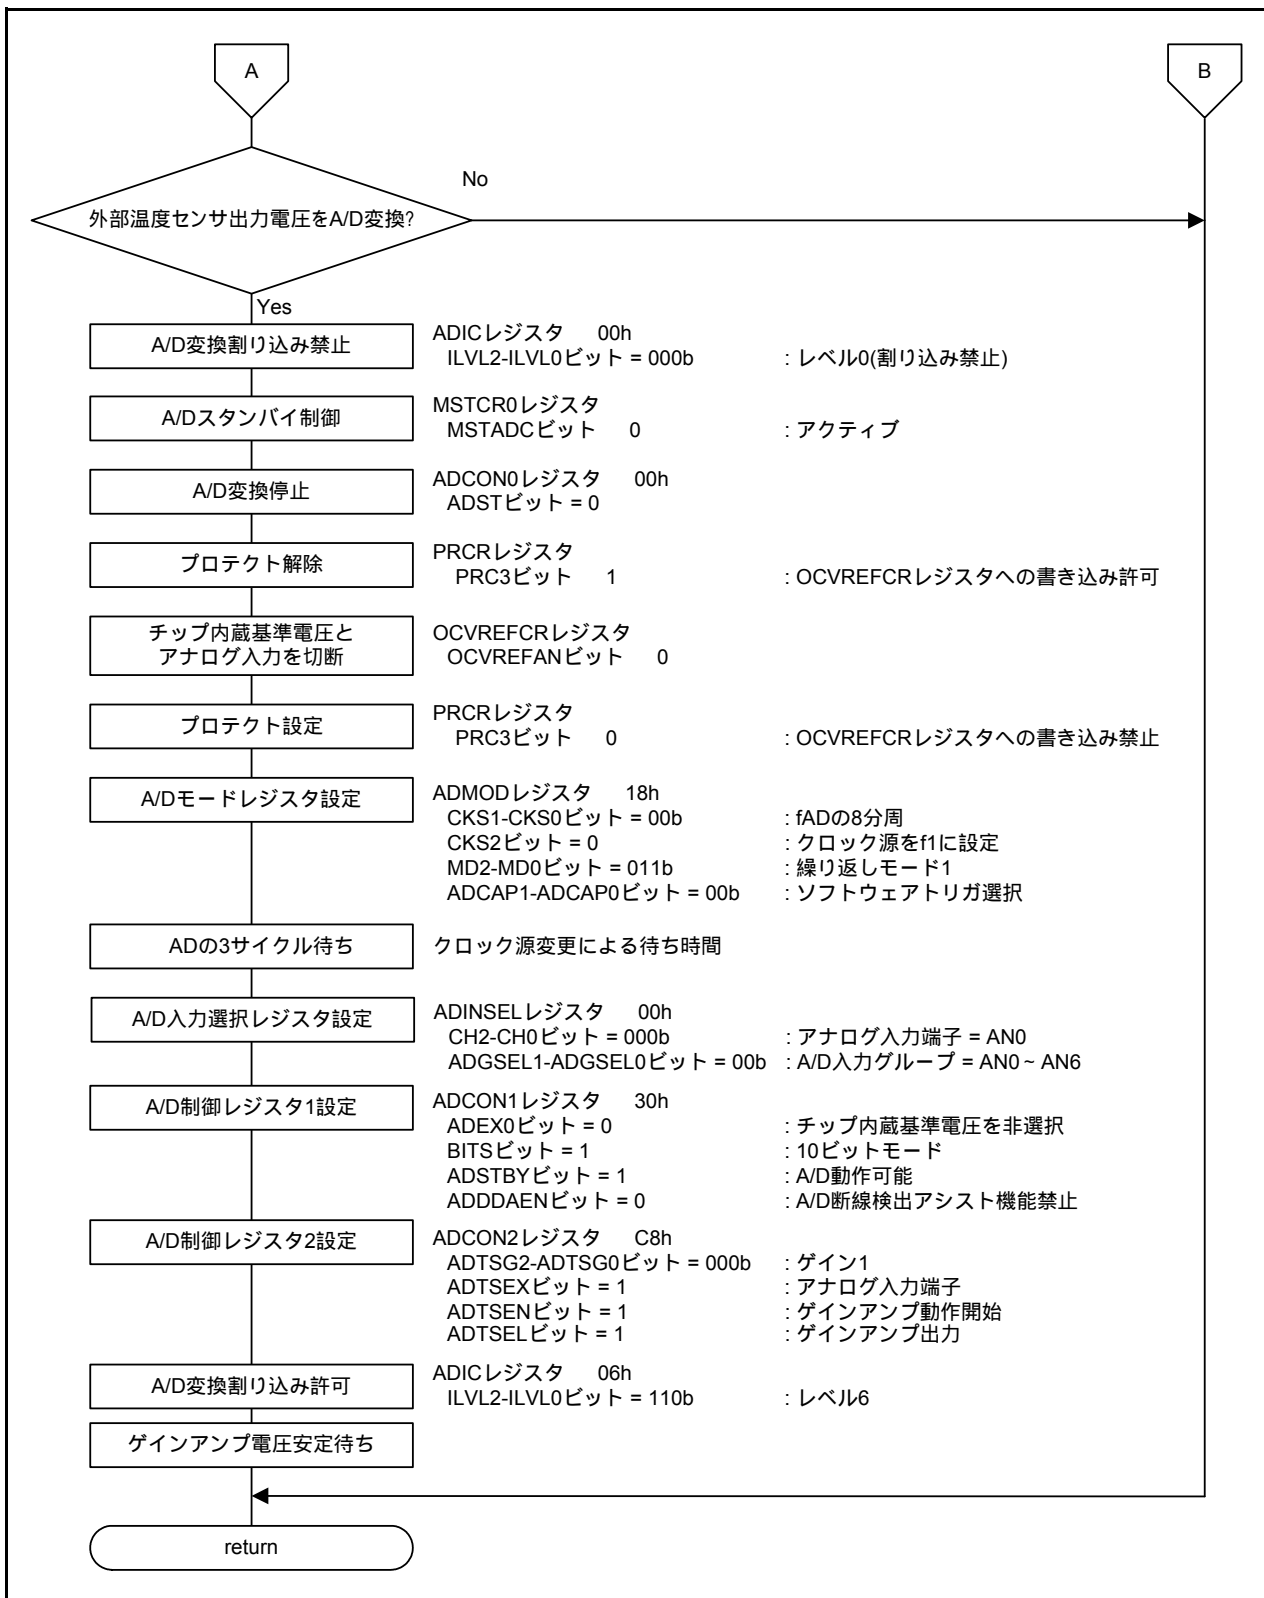 A
B
No
外部温度センサ出力電圧をA/D変換?
Yes
A/D変換割り込み禁止
ADICレジスタ 00h
ILVL2-ILVL0ビット = 000b : レベル0(割り込み禁止)
A/Dスタンバイ制御
MSTCR0レジスタ
MSTADCビット 0 : アクティブ
A/D変換停止
ADCON0レジスタ 00h
ADSTビット = 0
プロテクト解除
PRCRレジスタ
PRC3ビット 1 : OCVREFCRレジスタへの書き込み許可
チップ内蔵基準電圧と
アナログ入力を切断
OCVREFCRレジスタ
OCVREFANビット 0
プロテクト設定
PRCRレジスタ
PRC3ビット 0 : OCVREFCRレジスタへの書き込み禁止
A/Dモードレジスタ設定
ADMODレジスタ 18h
CKS1-CKS0ビット = 00b : fADの8分周
CKS2ビット = 0 : クロック源をf1に設定
MD2-MD0ビット = 011b : 繰り返しモード1
ADCAP1-ADCAP0ビット = 00b : ソフトウェアトリガ選択
ADの3サイクル待ち
クロック源変更による待ち時間
A/D入力選択レジスタ設定
ADINSELレジスタ 00h
CH2-CH0ビット = 000b : アナログ入力端子 = AN0
ADGSEL1-ADGSEL0ビット = 00b : A/D入力グループ = AN0~AN6
A/D制御レジスタ1設定
ADCON1レジスタ 30h
ADEX0ビット = 0 : チップ内蔵基準電圧を非選択
BITSビット = 1 : 10ビットモード
ADSTBYビット = 1 : A/D動作可能
ADDDAENビット = 0 : A/D断線検出アシスト機能禁止
A/D制御レジスタ2設定
ADCON2レジスタ C8h
ADTSG2-ADTSG0ビット = 000b : ゲイン1
ADTSEXビット = 1 : アナログ入力端子
ADTSENビット = 1 : ゲインアンプ動作開始
ADTSELビット = 1 : ゲインアンプ出力
A/D変換割り込み許可
ADICレジスタ 06h
ILVL2-ILVL0ビット = 110b : レベル6
ゲインアンプ電圧安定待ち
return